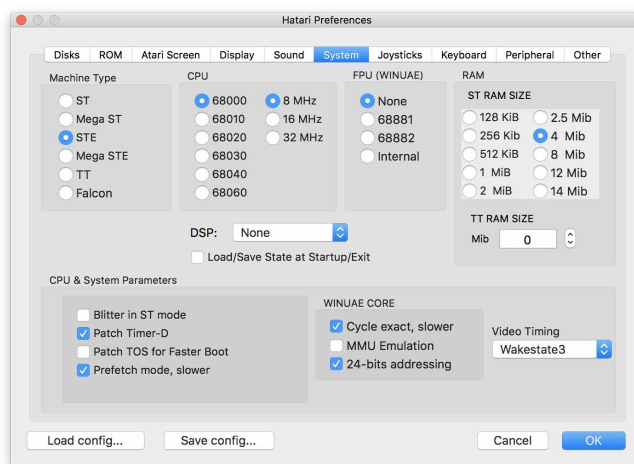 Hatari Preferences
Disks ROM Atari Screen Display Sound System Joysticks Keyboard Peripheral Other
Machine Type
ST
Mega ST
STE
Mega STE
TT
Falcon
CPU
68000
68010
68020
68030
68040
68060
8 MHz
16 MHz
32 MHz
FPU (WINUAE)
None
68881
68882
Internal
RAM
ST RAM SIZE
128 KiB
256 Kib
512 KiB
1 MiB
2 MiB
2.5 Mib
4 Mib
8 Mib
12 Mib
14 Mib
TT RAM SIZE
Mib 0
DSP: None
Load/Save State at Startup/Exit
CPU & System Parameters
Blitter in ST mode
Patch Timer-D
Patch TOS for Faster Boot
Prefetch mode, slower
WINUAE CORE
Cycle exact, slower
MMU Emulation
24-bits addressing
Video Timing
Wakestate3
Load config... Save config... Cancel OK